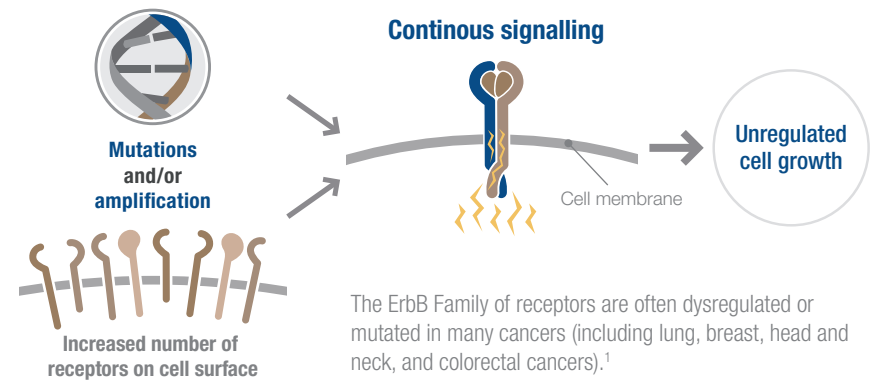 Continous signalling
Mutations
and/or
amplification
Unregulated
cell growth
Cell membrane
Increased number of
receptors on cell surface
The ErbB Family of receptors are often dysregulated or
mutated in many cancers (including lung, breast, head and
neck, and colorectal cancers).¹